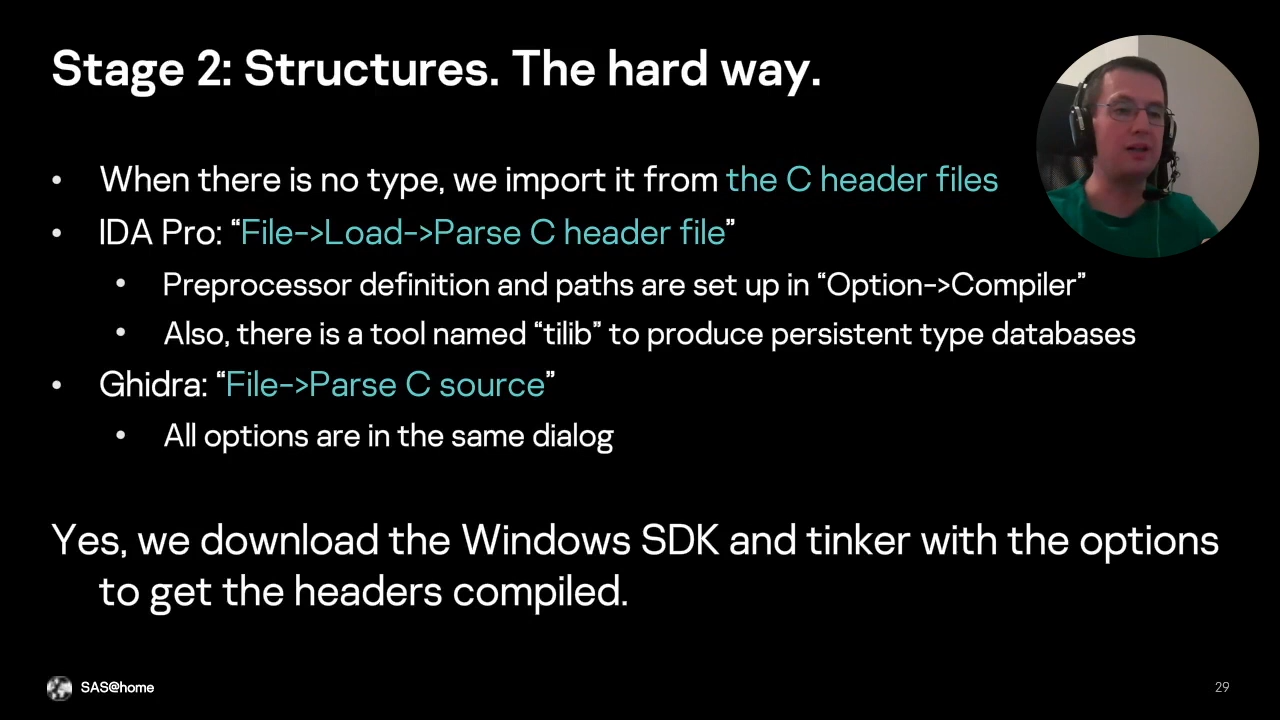 Stage 2: Structures. The hard way.
• When there is no type, we import it from the C header files
• IDA Pro: “File->Load->Parse C header file”
• Preprocessor definition and paths are set up in “Option->Compiler”
• Also, there is a tool named “tilib” to produce persistent type databases
• Ghidra: “File->Parse C source”
• All options are in the same dialog
Yes, we download the Windows SDK and tinker with the options
to get the headers compiled.
SAS@home
29